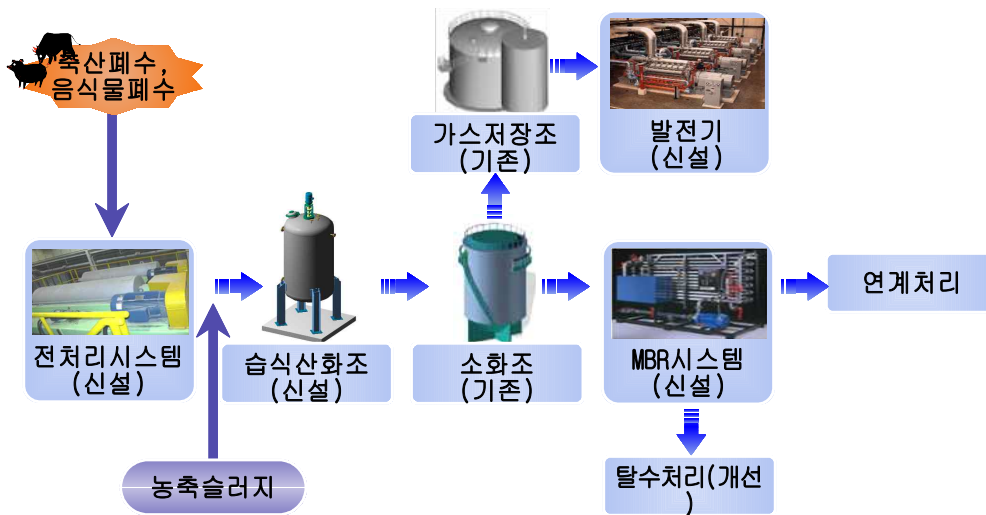 축산폐수,
음식물폐수
가스저장조
(기존)
발전기
(신설)
전처리시스템
(신설)
습식산화조
(신설)
소화조
(기존)
MBR시스템
(신설)
연계처리
농축슬러지
탈수처리(개선
)